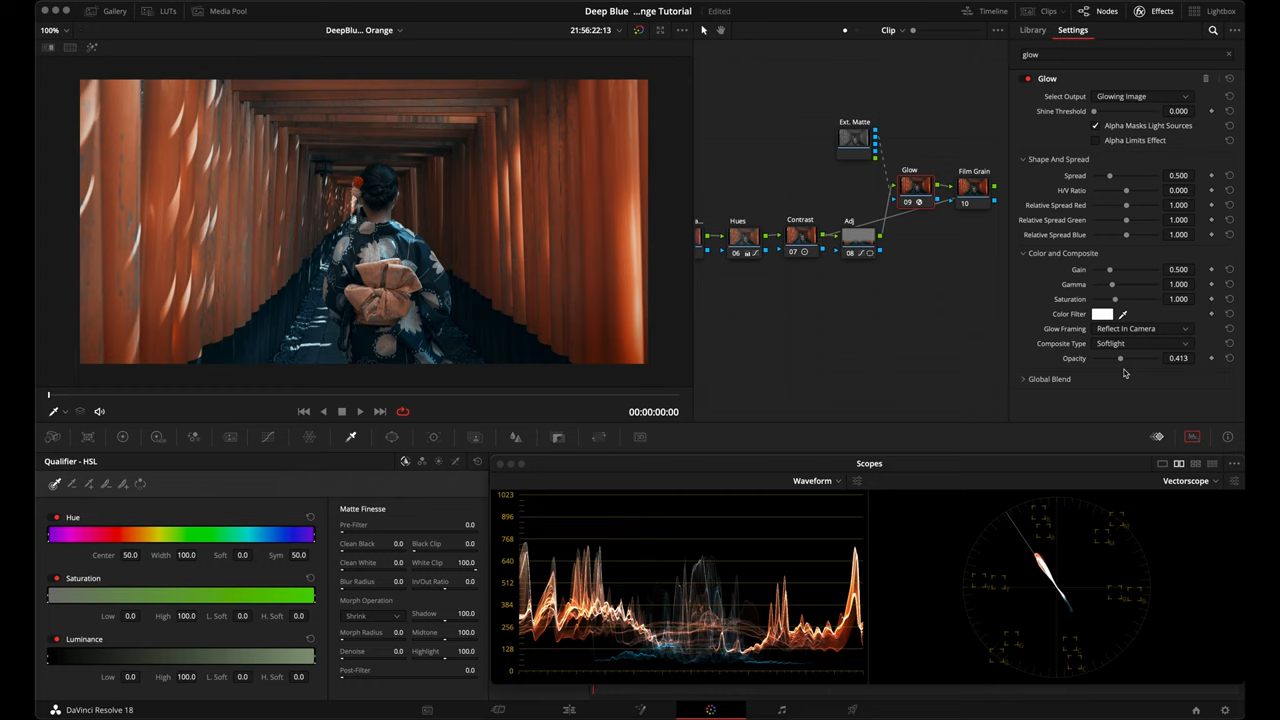 Gallery LUTs Media Pool Deep Blue ...nge Tutorial Edited Timeline Clips Nodes Effects Lightbox
100% DeepBlu... Orange 21:56:22:13 Clip Library Settings
glow
Glow
Select Output Glowing Image
Shine Threshold 0.000
Alpha Masks Light Sources
Alpha Limits Effect
Shape And Spread
Spread 0.500
H/V Ratio 0.000
Relative Spread Red 1.000
Relative Spread Green 1.000
Relative Spread Blue 1.000
Color and Composite
Gain 0.500
Gamma 1.000
Saturation 1.000
Color Filter
Glow Framing Reflect In Camera
Composite Type Softlight
Opacity 0.413
Global Blend
Ext. Matte
Glow
09
Film Grain
10
a...
Hues
06
Contrast
07
Adj
08
00:00:00:00
Qualifier - HSL
Hue
Center 50.0 Width 100.0 Soft 0.0 Sym 50.0
Saturation
Low 0.0 High 100.0 L. Soft 0.0 H. Soft 0.0
Luminance
Low 0.0 High 100.0 L. Soft 0.0 H. Soft 0.0
Matte Finesse
Pre-Filter 0.0
Clean Black 0.0 Black Clip 0.0
Clean White 0.0 White Clip 100.0
Blur Radius 0.0 In/Out Ratio 0.0
Morph Operation
Shrink Shadow 100.0
Morph Radius 0.0 Midtone 100.0
Denoise 0.0 Highlight 100.0
Post-Filter 0.0
Scopes
Waveform Vectorscope
1023
896
768
640
512
384
256
128
0
DaVinci Resolve 18